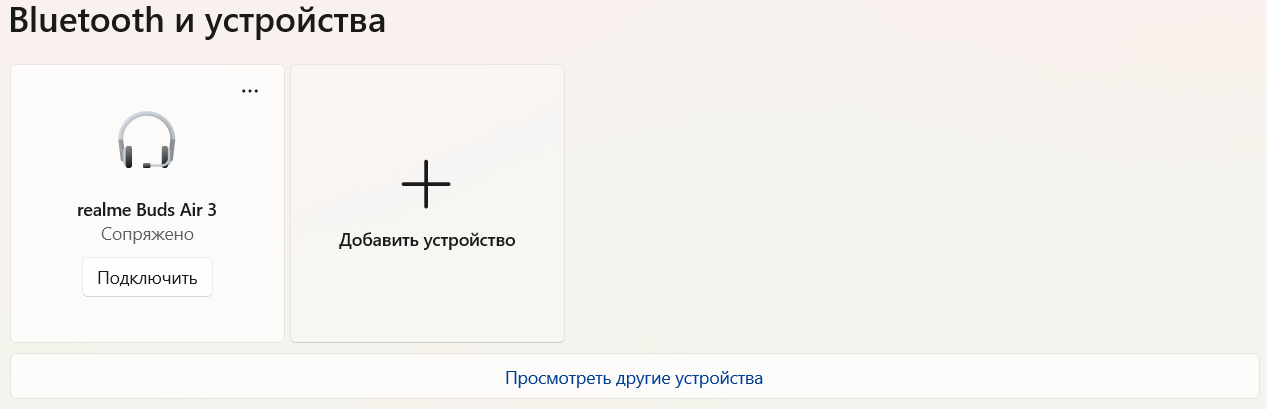 Bluetooth и устройства
realme Buds Air 3
Сопряжено
Подключить
Добавить устройство
Просмотреть другие устройства